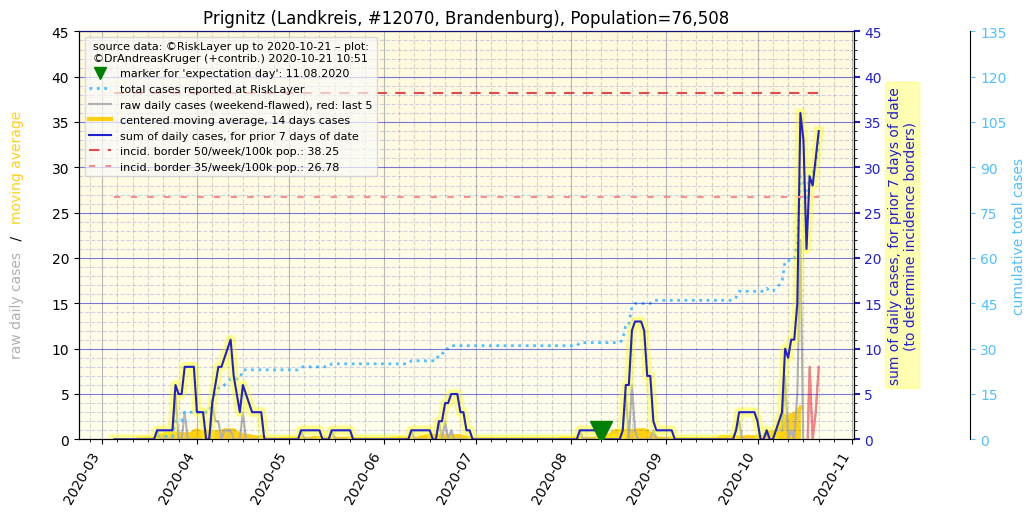 Prignitz (Landkreis, #12070, Brandenburg), Population=76,508
source data: ©RiskLayer up to 2020-10-21 – plot:
©DrAndreasKruger (+contrib.) 2020-10-21 10:51
marker for 'expectation day': 11.08.2020
total cases reported at RiskLayer
raw daily cases (weekend-flawed), red: last 5
centered moving average, 14 days cases
sum of daily cases, for prior 7 days of date
incid. border 50/week/100k pop.: 38.25
incid. border 35/week/100k pop.: 26.78
raw daily cases / moving average
45
40
35
30
25
20
15
10
5
0
2020-03
2020-04
2020-05
2020-06
2020-07
2020-08
2020-09
2020-10
2020-11
45
40
35
30
25
20
15
10
5
0
sum of daily cases, for prior 7 days of date
(to determine incidence borders)
135
120
105
90
75
60
45
30
15
0
cumulative total cases